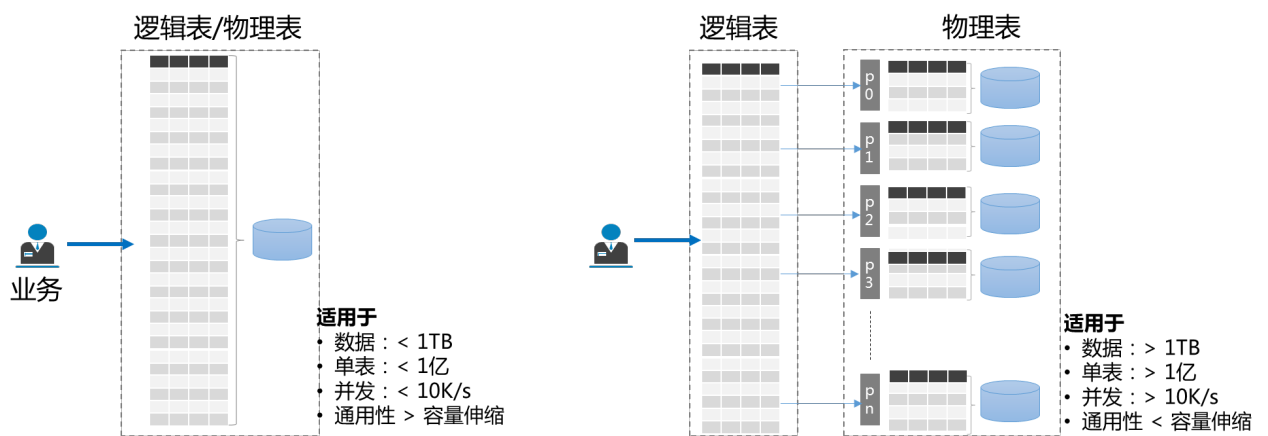 逻辑表/物理表
业务
适用于
• 数据：< 1TB
• 单表：< 1亿
• 并发：< 10K/s
• 通用性 > 容量伸缩
逻辑表
物理表
p0
p1
p2
p3
pn
适用于
• 数据：> 1TB
• 单表：> 1亿
• 并发：> 10K/s
• 通用性 < 容量伸缩